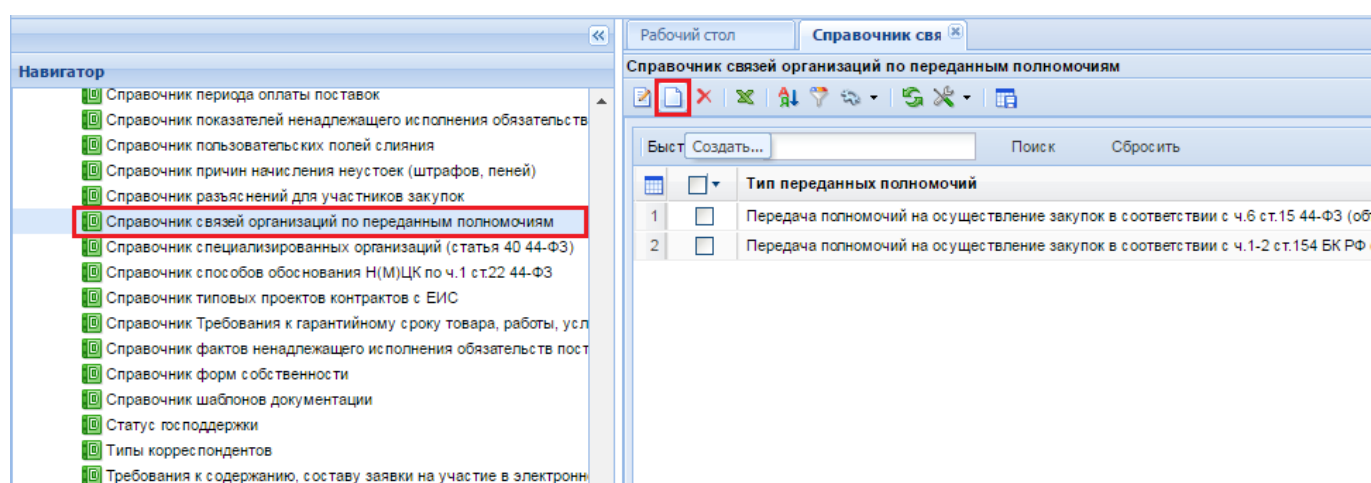 Навигатор
Справочник периода оплаты поставок
Справочник показателей ненадлежащего исполнения обязательств
Справочник пользовательских полей слияния
Справочник причин начисления неустоек (штрафов, пеней)
Справочник разъяснений для участников закупок
Справочник связей организаций по переданным полномочиям
Справочник специализированных организаций (статья 40 44-ФЗ)
Справочник способов обоснования Н(М)ЦК по ч.1 ст.22 44-ФЗ
Справочник типовых проектов контрактов с ЕИС
Справочник Требования к гарантийному сроку товара, работы, усл
Справочник фактов ненадлежащего исполнения обязательств пост
Справочник форм собственности
Справочник шаблонов документации
Статус господдержки
Типы корреспондентов
Требования к содержанию, составу заявки на участие в электронн
Рабочий стол Справочник свя
Справочник связей организаций по переданным полномочиям
Быст Создать... Поиск Сбросить
Тип переданных полномочий
1 Передача полномочий на осуществление закупок в соответствии с ч.6 ст.15 44-ФЗ (об
2 Передача полномочий на осуществление закупок в соответствии с ч.1-2 ст.154 БК РФ